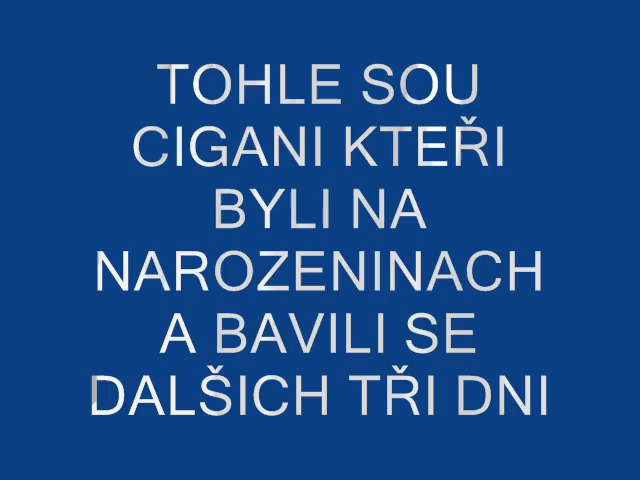 TOHLE SOU
CIGANI KTEŘI
BYLI NA
NAROZENINACH
A BAVILI SE
DALŠICH TŘI DNI